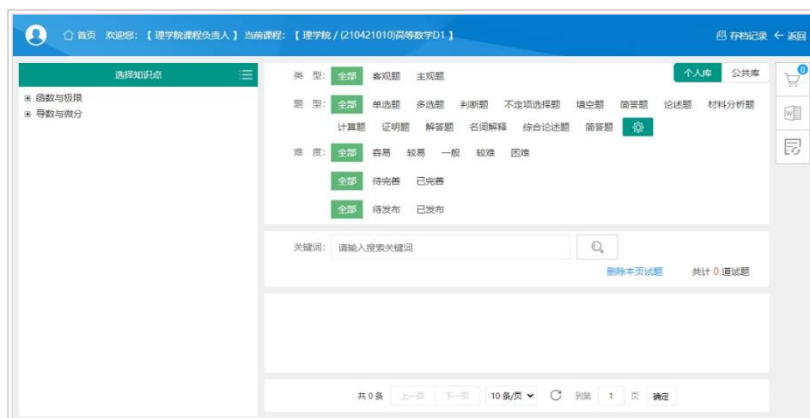 首页 欢迎您：【 理学院课程负责人 】 当前课程：【 理学院 / (210421010)高等数学D1 】 存档记录 ← 返回
选择知识点
函数与极限
导数与微分
类 型: 全部 客观题 主观题 个人库 公共库
题 型: 全部 单选题 多选题 判断题 不定项选择题 填空题 简答题 论述题 材料分析题
计算题 证明题 解答题 名词解释 综合论述题 简答题
难 度: 全部 容易 较易 一般 较难 困难
全部 待完善 已完善
全部 待发布 已发布
关键词: 请输入搜索关键词
删除本页试题 共计 0 道试题
共 0 条 上一页 下一页 10 条/页 到第 1 页 确定
0
W